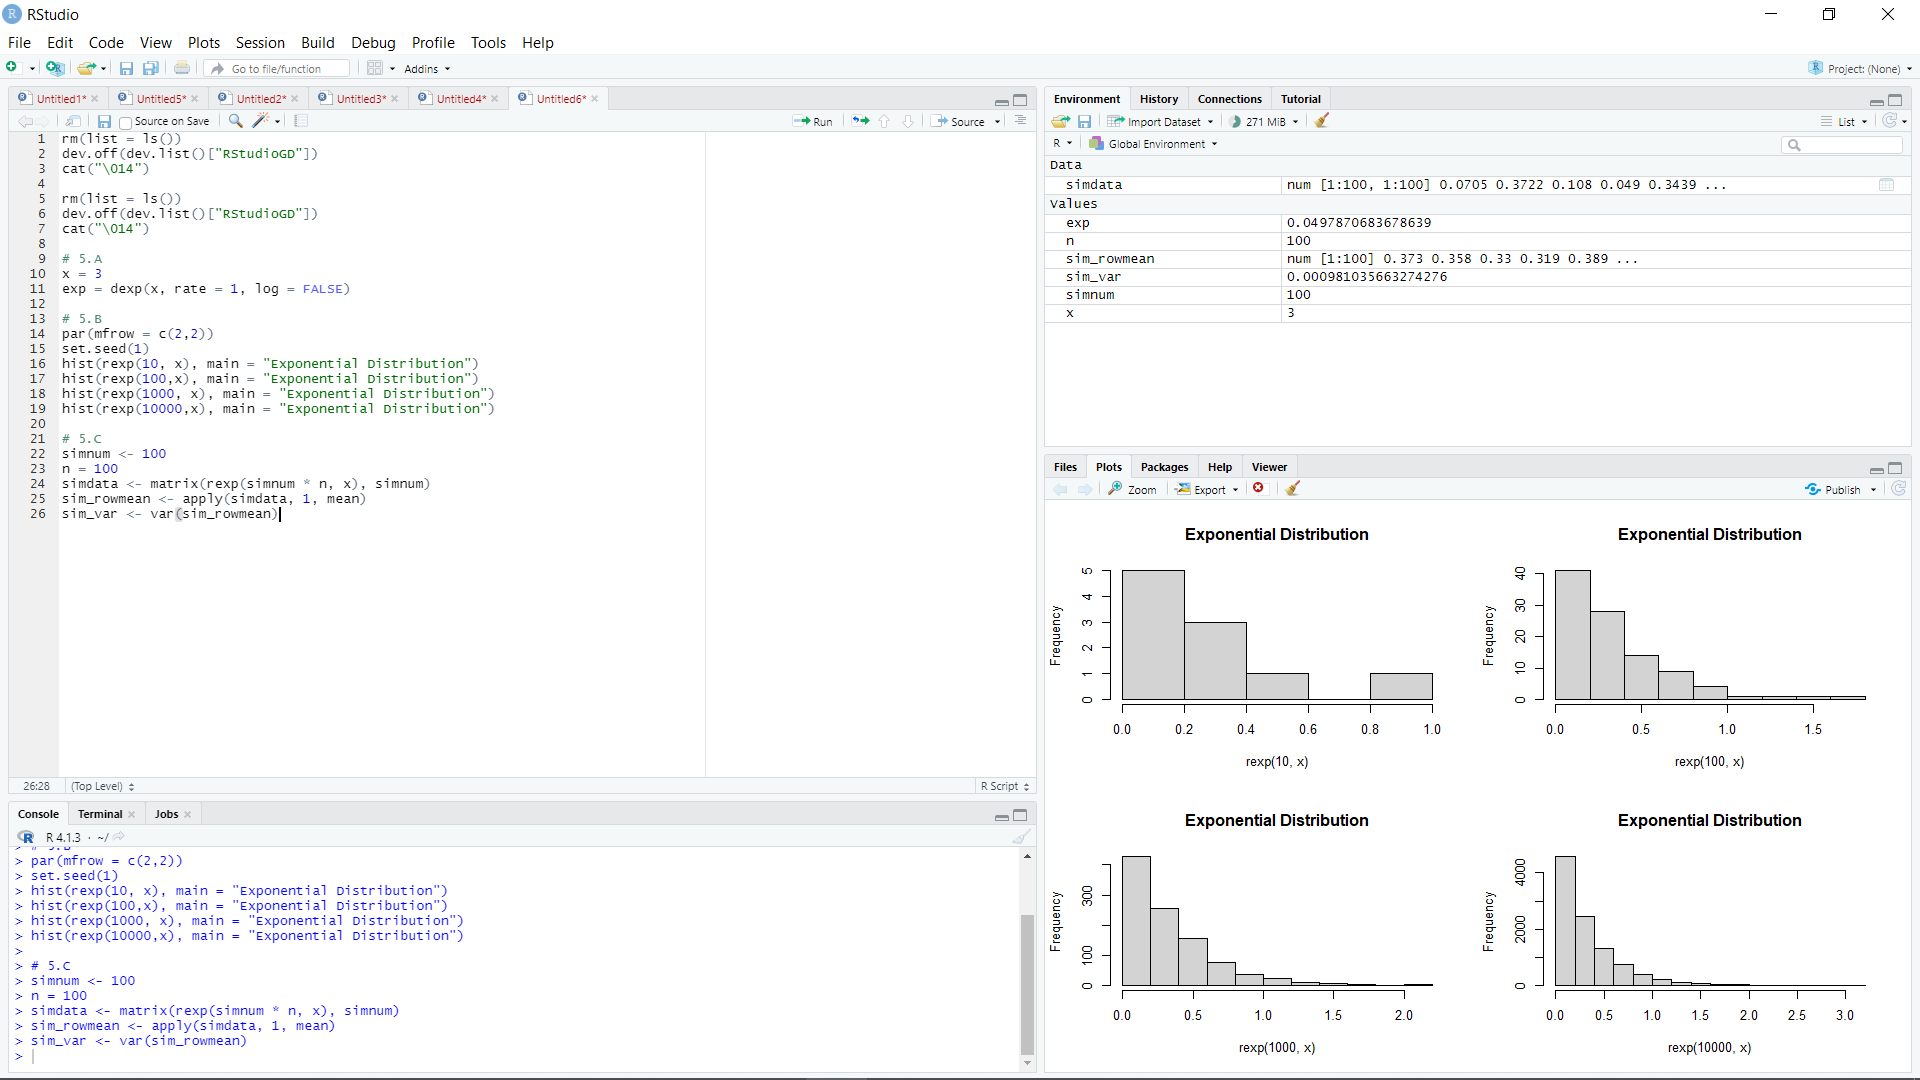 RStudio
File Edit Code View Plots Session Build Debug Profile Tools Help
Go to file/function Addins Project: (None)
Untitled1* Untitled5* Untitled2* Untitled3* Untitled4* Untitled6*
Source on Save Run Source
1 rm(list = ls())
2 dev.off(dev.list()["RStudioGD"])
3 cat("\014")
4
5 rm(list = ls())
6 dev.off(dev.list()["RStudioGD"])
7 cat("\014")
8
9 # 5.A
10 x = 3
11 exp = dexp(x, rate = 1, log = FALSE)
12
13 # 5.B
14 par(mfrow = c(2,2))
15 set.seed(1)
16 hist(rexp(10, x), main = "Exponential Distribution")
17 hist(rexp(100,x), main = "Exponential Distribution")
18 hist(rexp(1000, x), main = "Exponential Distribution")
19 hist(rexp(10000,x), main = "Exponential Distribution")
20
21 # 5.C
22 simnum <- 100
23 n = 100
24 simdata <- matrix(rexp(simnum * n, x), simnum)
25 sim_rowmean <- apply(simdata, 1, mean)
26 sim_var <- var(sim_rowmean)
26:28 (Top Level) R Script
Console Terminal Jobs
R 4.1.3 · ~/
> # 5.B
> par(mfrow = c(2,2))
> set.seed(1)
> hist(rexp(10, x), main = "Exponential Distribution")
> hist(rexp(100,x), main = "Exponential Distribution")
> hist(rexp(1000, x), main = "Exponential Distribution")
> hist(rexp(10000,x), main = "Exponential Distribution")
>
> # 5.C
> simnum <- 100
> n = 100
> simdata <- matrix(rexp(simnum * n, x), simnum)
> sim_rowmean <- apply(simdata, 1, mean)
> sim_var <- var(sim_rowmean)
>
Environment History Connections Tutorial
Import Dataset 271 MiB List
R Global Environment
Data
simdata num [1:100, 1:100] 0.0705 0.3722 0.108 0.049 0.3439 ...
Values
exp 0.0497870683678639
n 100
sim_rowmean num [1:100] 0.373 0.358 0.33 0.319 0.389 ...
sim_var 0.000981035663274276
simnum 100
x 3
Files Plots Packages Help Viewer
Zoom Export Publish
Exponential Distribution
Frequency
0 1 2 3 4 5
0.0 0.2 0.4 0.6 0.8 1.0
rexp(10, x)
Exponential Distribution
Frequency
0 10 20 30 40
0.0 0.5 1.0 1.5
rexp(100, x)
Exponential Distribution
Frequency
0 100 300
0.0 0.5 1.0 1.5 2.0
rexp(1000, x)
Exponential Distribution
Frequency
0 2000 4000
0.0 0.5 1.0 1.5 2.0 2.5 3.0
rexp(10000, x)